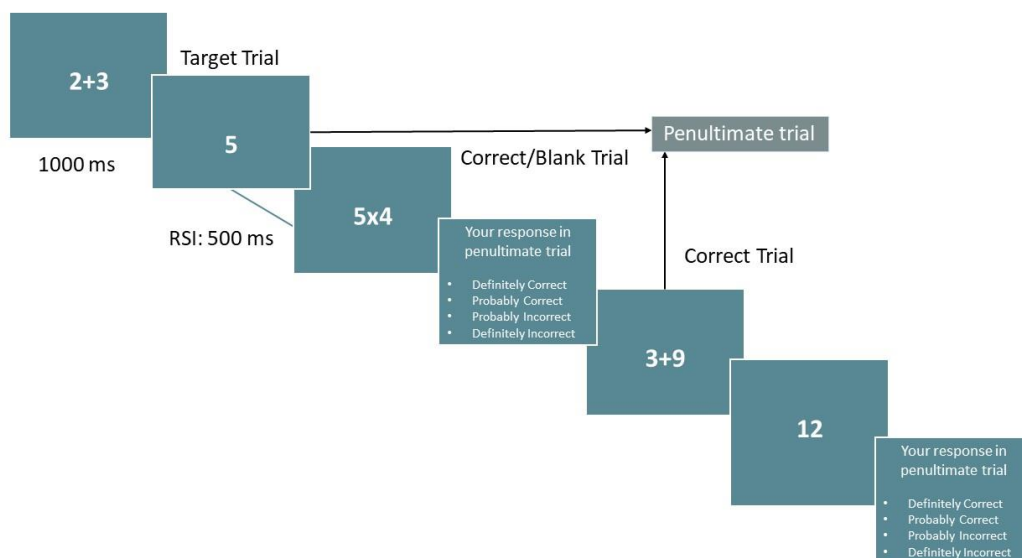 2+3
Target Trial
5
1000 ms
Penultimate trial
Correct/Blank Trial
RSI: 500 ms
5x4
Your response in
penultimate trial
• Definitely Correct
• Probably Correct
• Probably Incorrect
• Definitely Incorrect
Correct Trial
3+9
12
Your response in
penultimate trial
• Definitely Correct
• Probably Correct
• Probably Incorrect
• Definitely Incorrect